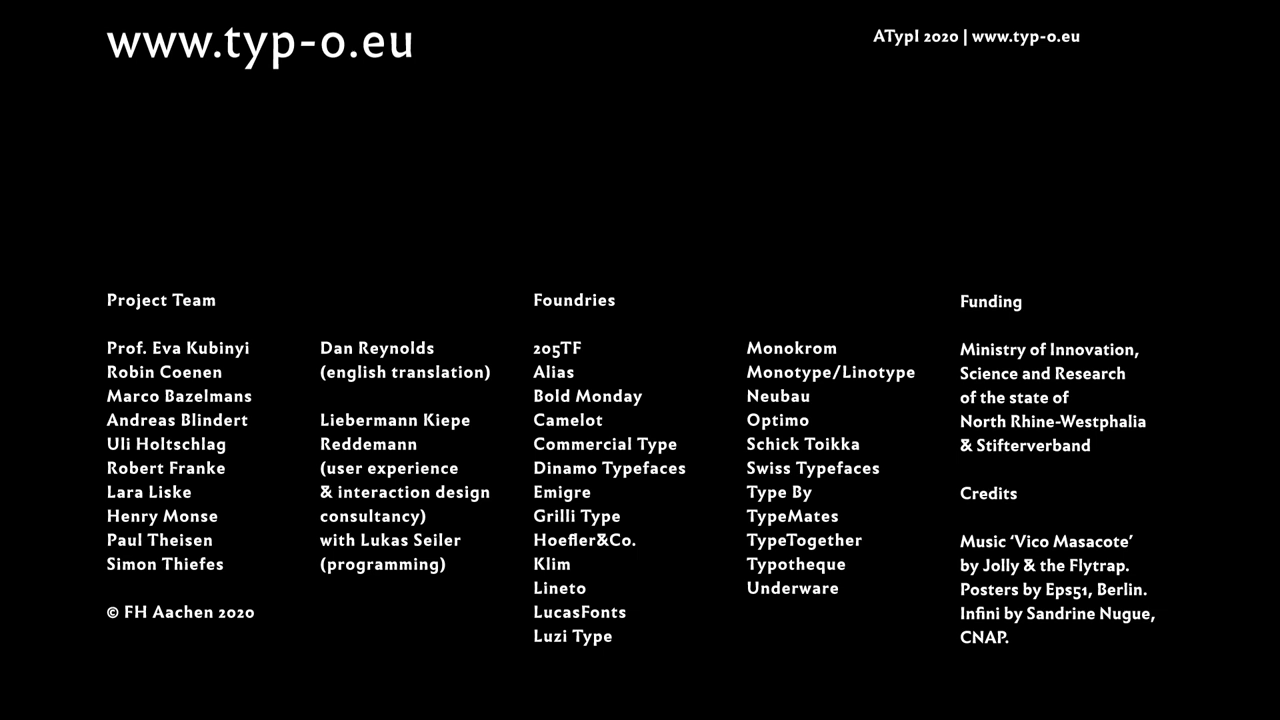 www.typ-o.eu
ATypI 2020 | www.typ-o.eu
Project Team
Prof. Eva Kubinyi
Robin Coenen
Marco Bazelmans
Andreas Blindert
Uli Holtschlag
Robert Franke
Lara Liske
Henry Monse
Paul Theisen
Simon Thiefes
© FH Aachen 2020
Dan Reynolds
(english translation)
Liebermann Kiepe
Reddemann
(user experience
& interaction design
consultancy)
with Lukas Seiler
(programming)
Foundries
205TF
Alias
Bold Monday
Camelot
Commercial Type
Dinamo Typefaces
Emigre
Grilli Type
Hoefler&Co.
Klim
Lineto
LucasFonts
Luzi Type
Monokrom
Monotype/Linotype
Neubau
Optimo
Schick Toikka
Swiss Typefaces
Type By
TypeMates
TypeTogether
Typotheque
Underware
Funding
Ministry of Innovation,
Science and Research
of the state of
North Rhine-Westphalia
& Stifterverband
Credits
Music ‘Vico Masacote’
by Jolly & the Flytrap.
Posters by Eps51, Berlin.
Infini by Sandrine Nugue,
CNAP.